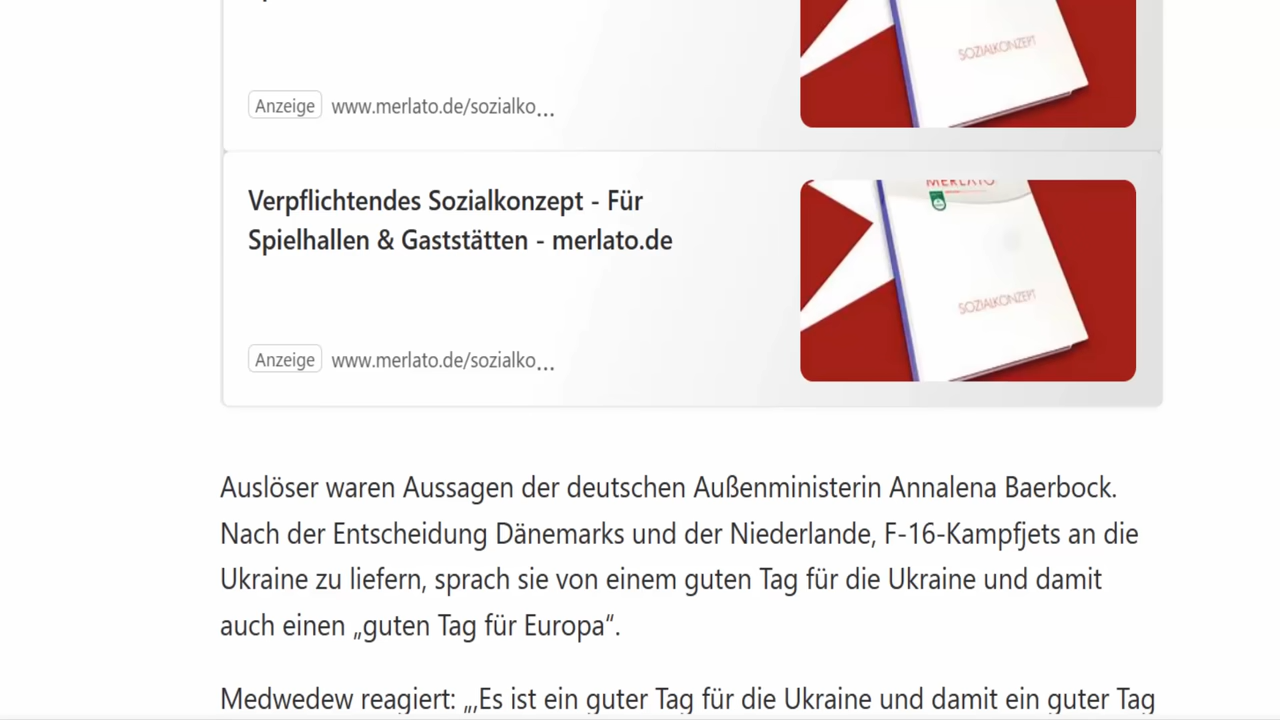 SOZIALKONZEPT
Anzeige www.merlato.de/sozialko...
Verpflichtendes Sozialkonzept - Für
Spielhallen & Gaststätten - merlato.de
MERLATO
SOZIALKONZEPT
Anzeige www.merlato.de/sozialko...
Auslöser waren Aussagen der deutschen Außenministerin Annalena Baerbock.
Nach der Entscheidung Dänemarks und der Niederlande, F-16-Kampfjets an die
Ukraine zu liefern, sprach sie von einem guten Tag für die Ukraine und damit
auch einen „guten Tag für Europa“.
Medwedew reagiert: „‚Es ist ein guter Tag für die Ukraine und damit ein guter Tag